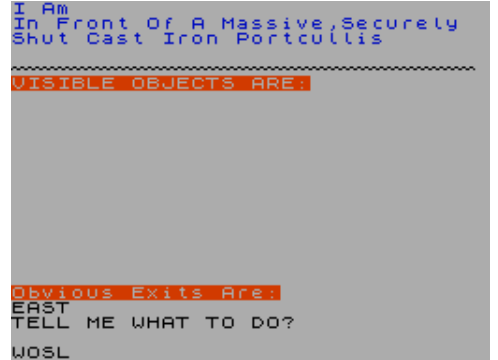 I Am
In Front Of A Massive,Securely
Shut Cast Iron Portcullis
VISIBLE OBJECTS ARE:
Obvious Exits Are:
EAST
TELL ME WHAT TO DO?
WOSL